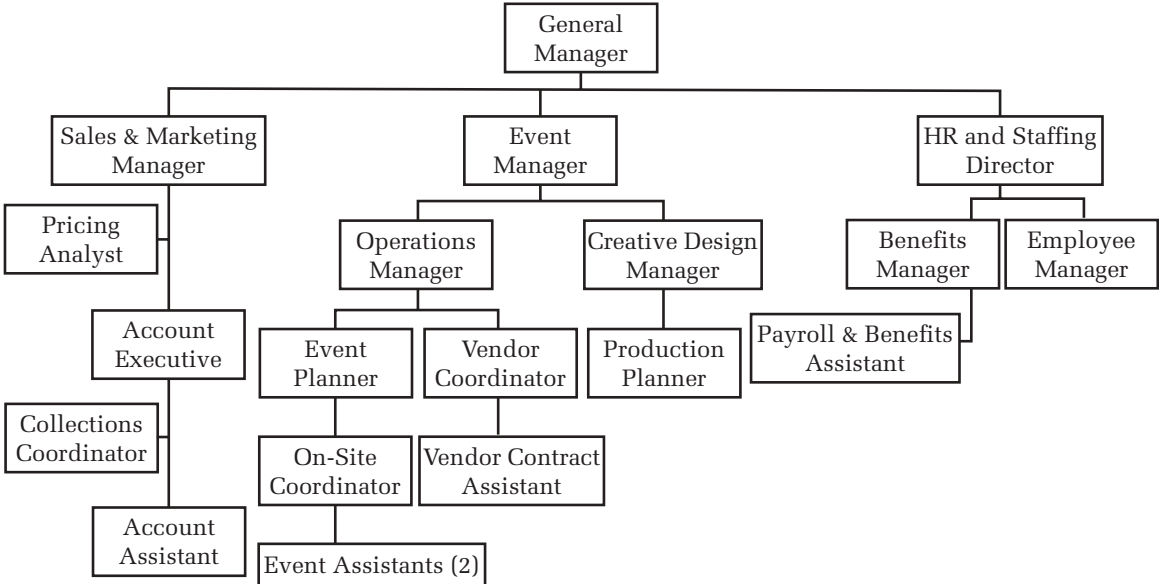 General
Manager
Sales & Marketing
Manager
Event
Manager
HR and Staffing
Director
Pricing
Analyst
Operations
Manager
Creative Design
Manager
Benefits
Manager
Employee
Manager
Account
Executive
Event
Planner
Vendor
Coordinator
Production
Planner
Payroll & Benefits
Assistant
Collections
Coordinator
On-Site
Coordinator
Vendor Contract
Assistant
Account
Assistant
Event Assistants (2)